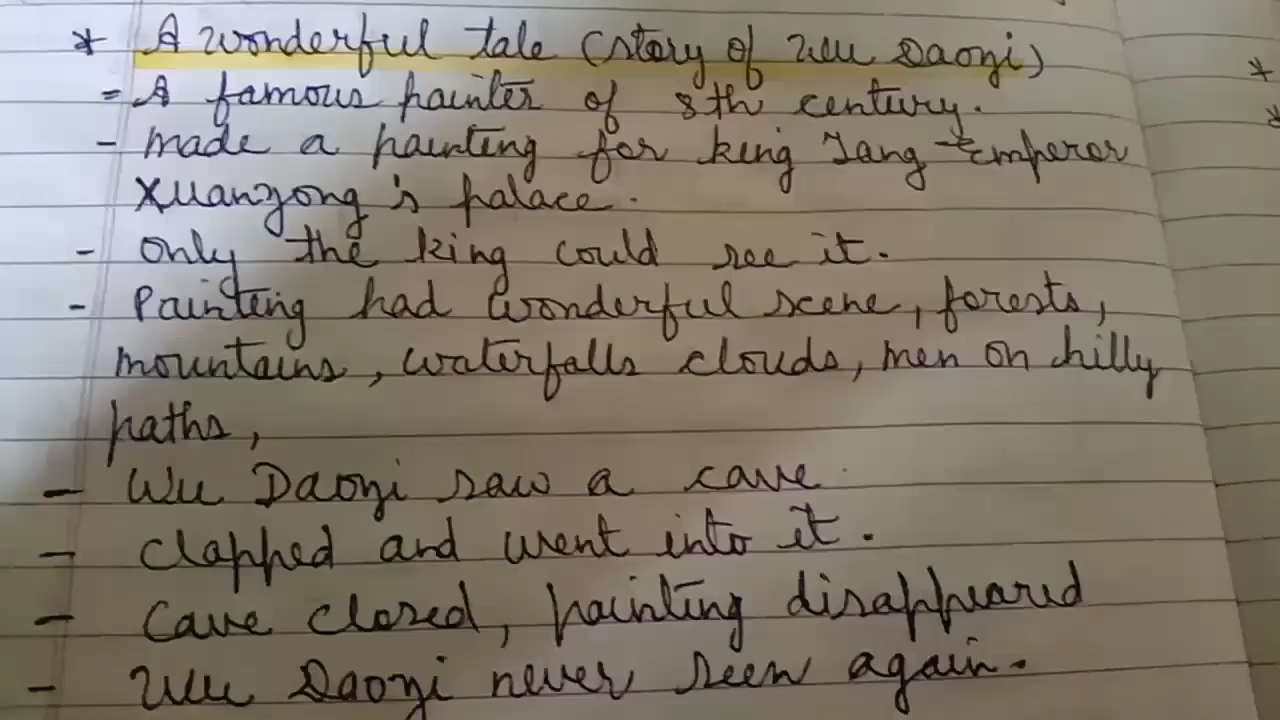 * A wonderful tale (story of Wu Daozi)
- A famous painter of 8th century.
- made a painting for king Tang Emperor
Xuanzong's palace.
- only the king could see it.
- Painting had wonderful scene, forests,
mountains, waterfalls clouds, men on hilly
paths,
- Wu Daozi saw a cave
- Clapped and went into it.
- Cave closed, painting disappeared
- Wu Daozi never seen again.